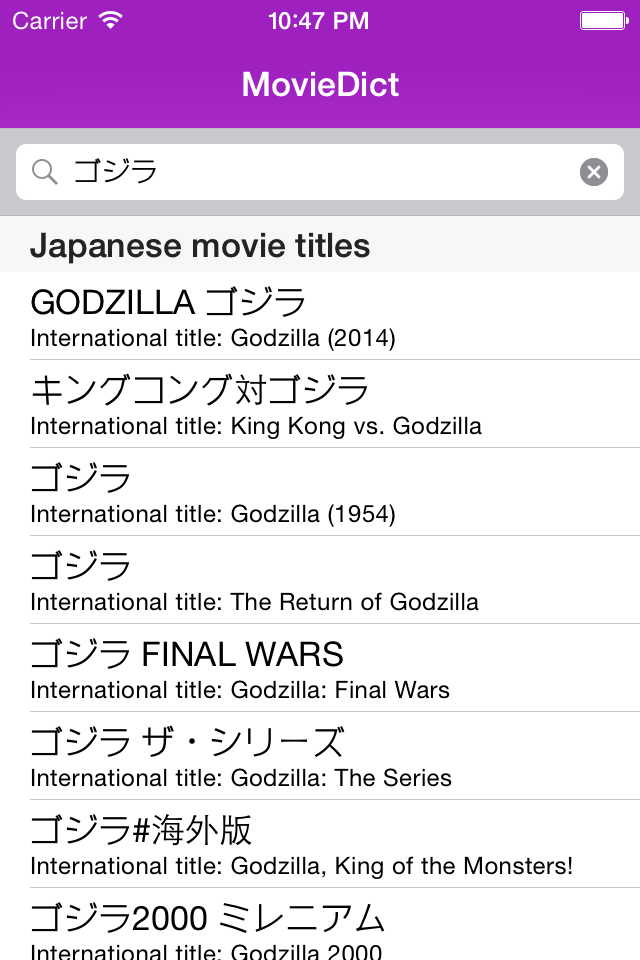 Carrier 10:47 PM
MovieDict
ゴジラ
Japanese movie titles
GODZILLA ゴジラ
International title: Godzilla (2014)
キングコング対ゴジラ
International title: King Kong vs. Godzilla
ゴジラ
International title: Godzilla (1954)
ゴジラ
International title: The Return of Godzilla
ゴジラ FINAL WARS
International title: Godzilla: Final Wars
ゴジラ ザ・シリーズ
International title: Godzilla: The Series
ゴジラ#海外版
International title: Godzilla, King of the Monsters!
ゴジラ2000 ミレニアム
International title: Godzilla 2000